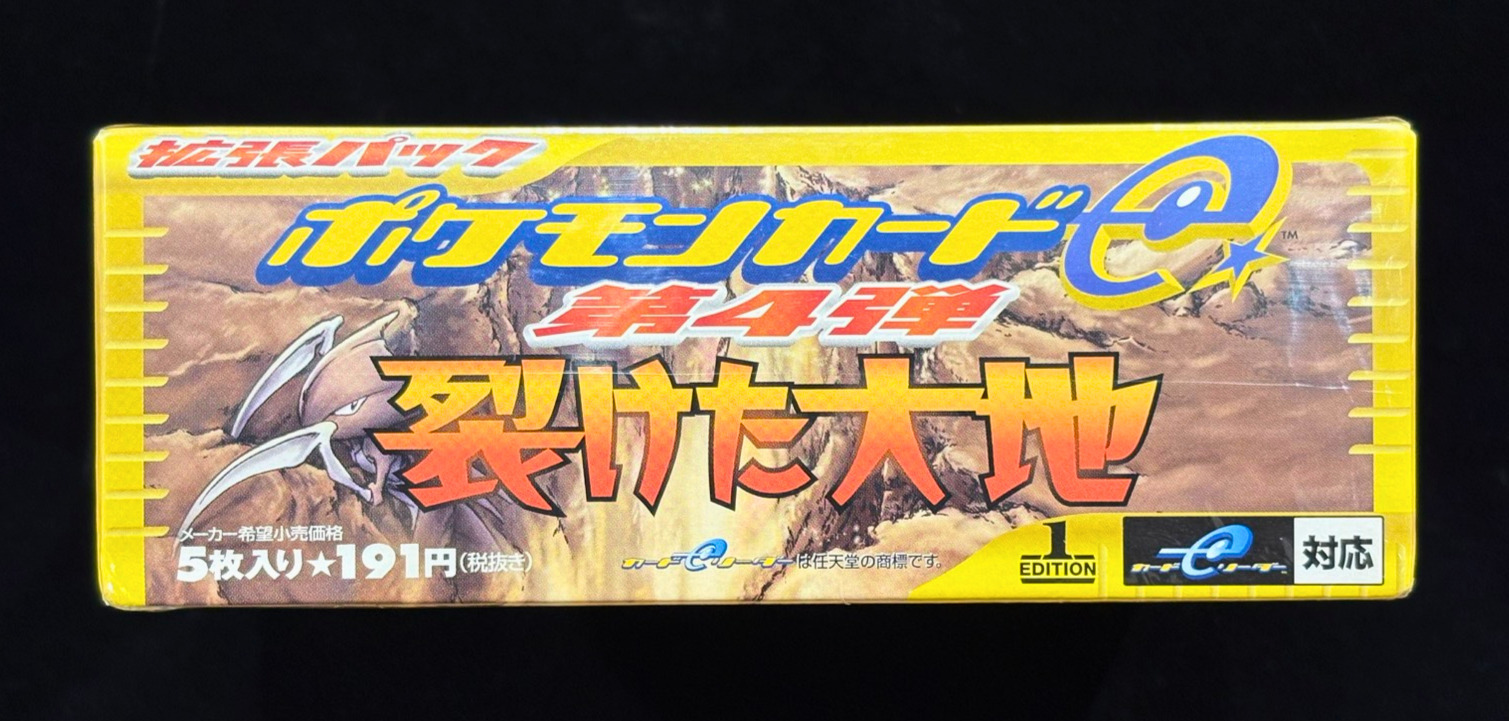 拡張パック
ポケモンカードe
TM
第4弾
裂けた大地
メーカー希望小売価格
5枚入り★191円(税抜き)
カードeリーダーは任天堂の商標です。
1
EDITION
カードeリーダー
対応